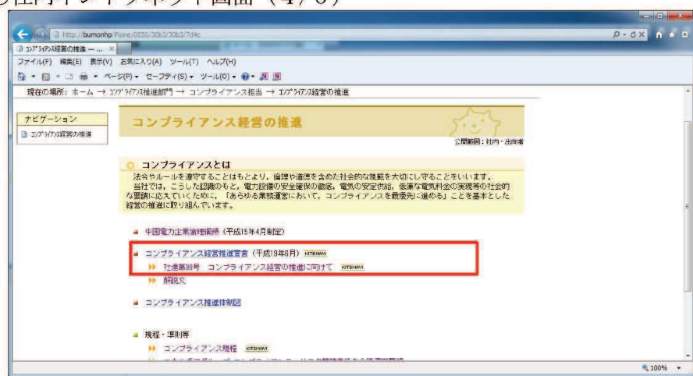 社内イントラネット画面(4/6)
http://bumonhp/Plone/0050/30b3/30b3/7d4c
コンプライアンス経営の推進 — ...
ファイル(F) 編集(E) 表示(V) お気に入り(A) ツール(T) ヘルプ(H)
ページ(P) セーフティ(S) ツール(O)
現在の場所: ホーム → コンプライアンス推進部門 → コンプライアンス担当 → コンプライアンス経営の推進
ナビゲーション
コンプライアンス経営の推進
コンプライアンス経営の推進
公開範囲:社内・出向者
コンプライアンスとは
法令やルールを遵守することはもとより、倫理や道徳を含めた社会的な規範を大切にし守ることをいいます。
当社では、こうした認識のもと、電力設備の安全確保の徹底、電気の安定供給、低廉な電気料金の実現等の社会的
な要請に応えていくために、「あらゆる業務運営において、コンプライアンスを最優先に進める」ことを基本とした
経営の推進に取り組んでいます。
中国電力企業倫理綱領(平成15年4月制定)
コンプライアンス経営推進宣言(平成19年6月)
社達第99号 コンプライアンス経営の推進に向けて
解説文
コンプライアンス推進体制図
規程・準則等
コンプライアンス規程
100%